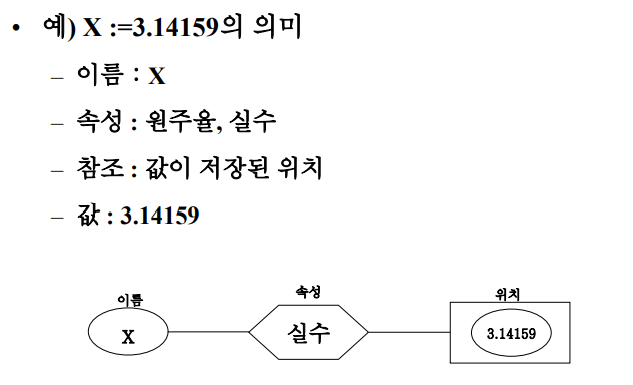 • 예) X :=3.14159의 의미
– 이름 : X
– 속성 : 원주율, 실수
– 참조 : 값이 저장된 위치
– 값 : 3.14159
이름 속성 위치
X 실수 3.14159